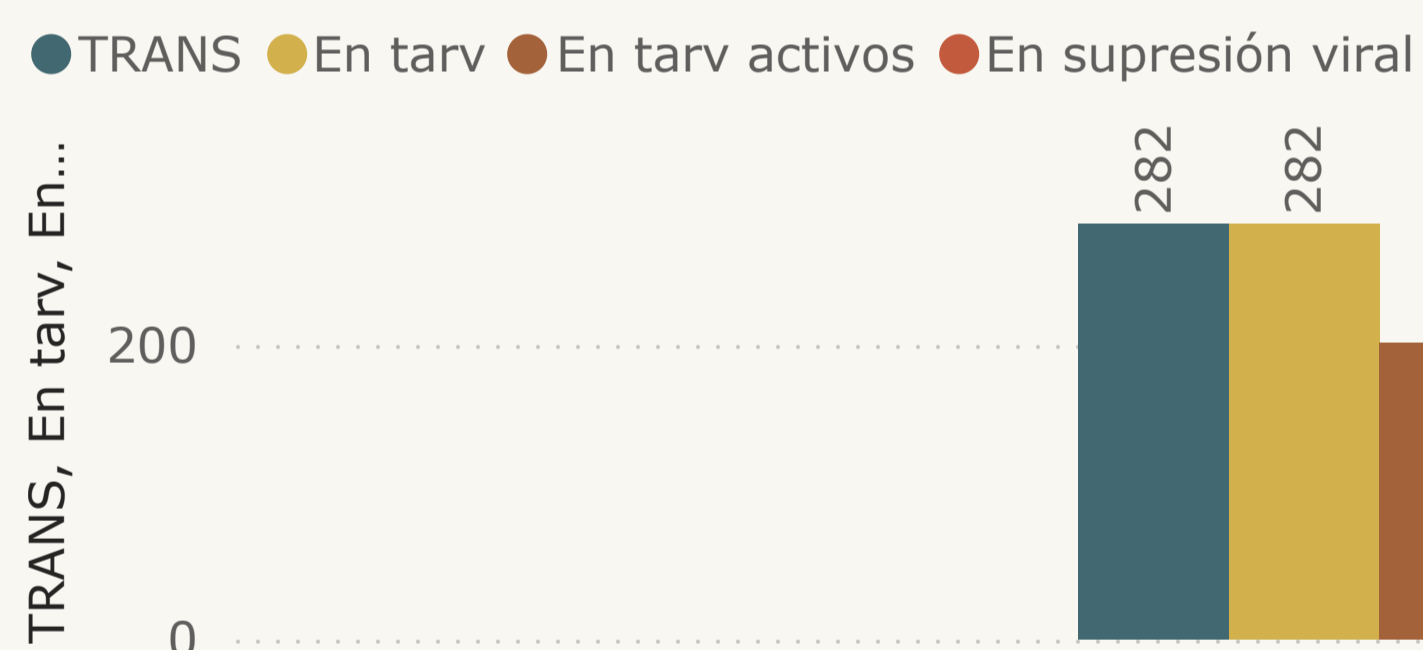 TRANS En tarv En tarv activos En supresión viral
TRANS, En tarv, En...
282
282
200
0